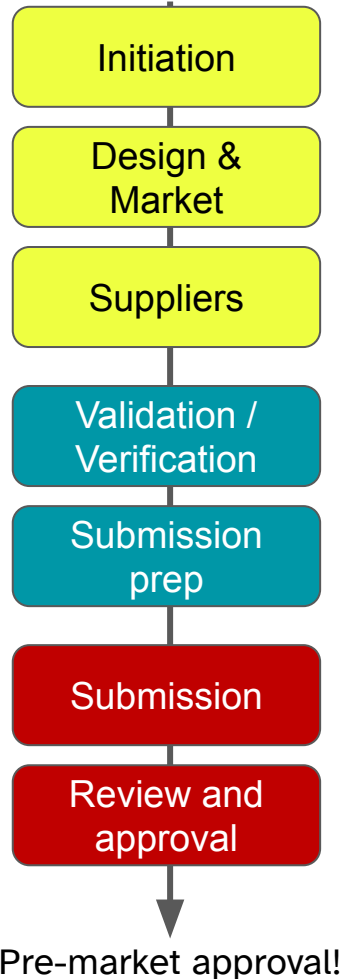 Initiation
Design &
Market
Suppliers
Validation /
Verification
Submission
prep
Submission
Review and
approval
Pre-market approval!